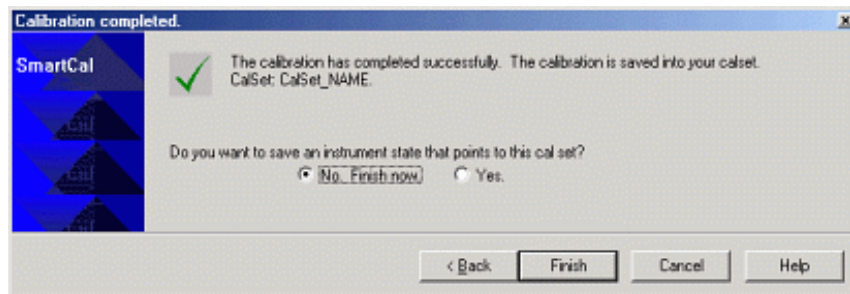 Calibration completed.
SmartCal
The calibration has completed successfully. The calibration is saved into your calset.
CalSet: CalSet_NAME.
Do you want to save an instrument state that points to this cal set?
No. Finish now.
Yes.
< Back
Finish
Cancel
Help